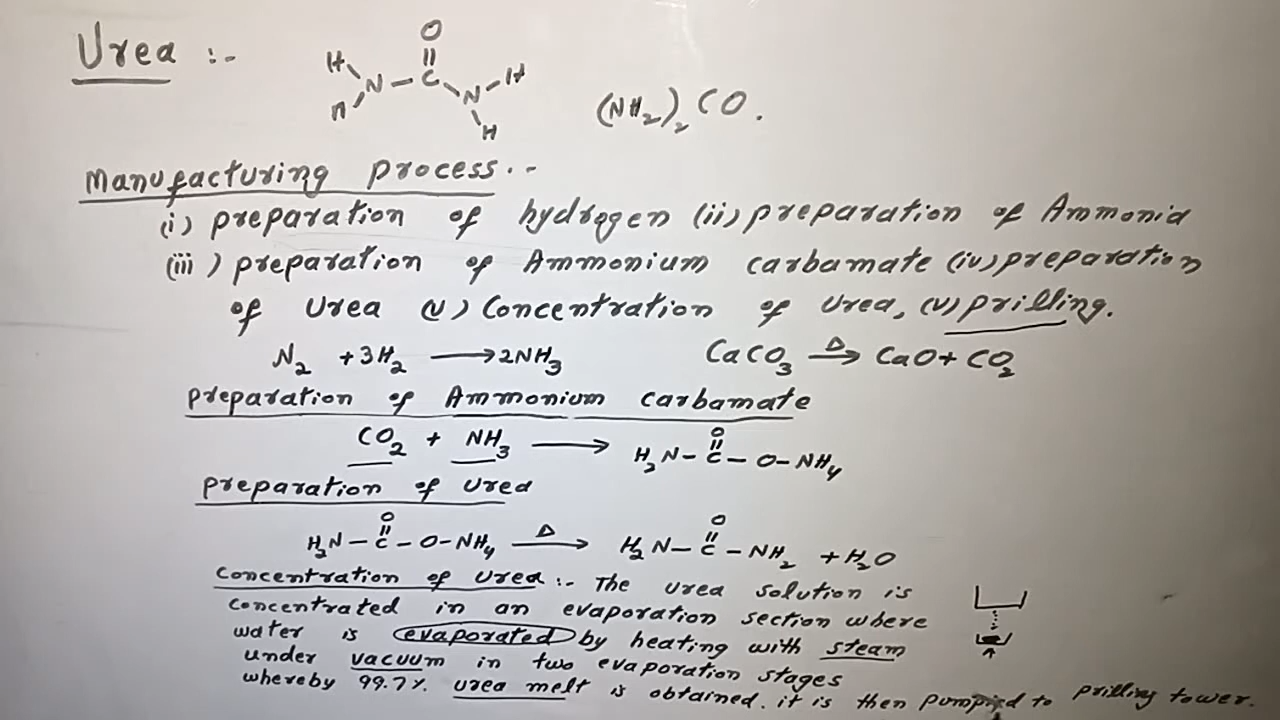 Urea :-
O
H O H
N - C - N
H H
(NH2)2 CO.
Manufacturing process.-
(i) preparation of hydrogen (ii) preparation of Ammonia
(iii) preparation of Ammonium carbamate (iv) preparation
of Urea (v) Concentration of Urea, (v) prilling.
N2 + 3H2 ⟶ 2NH3 CaCO3 Δ→ CaO + CO2
preparation of Ammonium carbamate
CO2 + NH3 ⟶ H2N - C(=O) - O - NH4
preparation of Urea
H2N - C(=O) - O - NH4 Δ→ H2N - C(=O) - NH2 + H2O
Concentration of Urea :- The urea solution is
concentrated in an evaporation section where
water is evaporated by heating with steam
under vacuum in two evaporation stages
whereby 99.7% urea melt is obtained. it is then pumped to prilling tower.